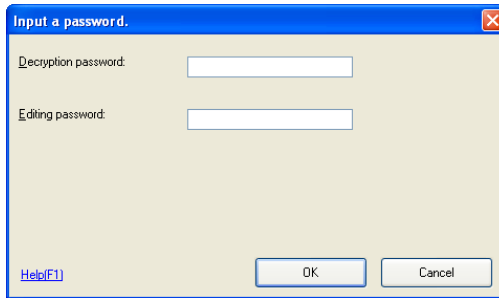 Input a password.
Decryption password:
Editing password:
Help(F1)
OK
Cancel